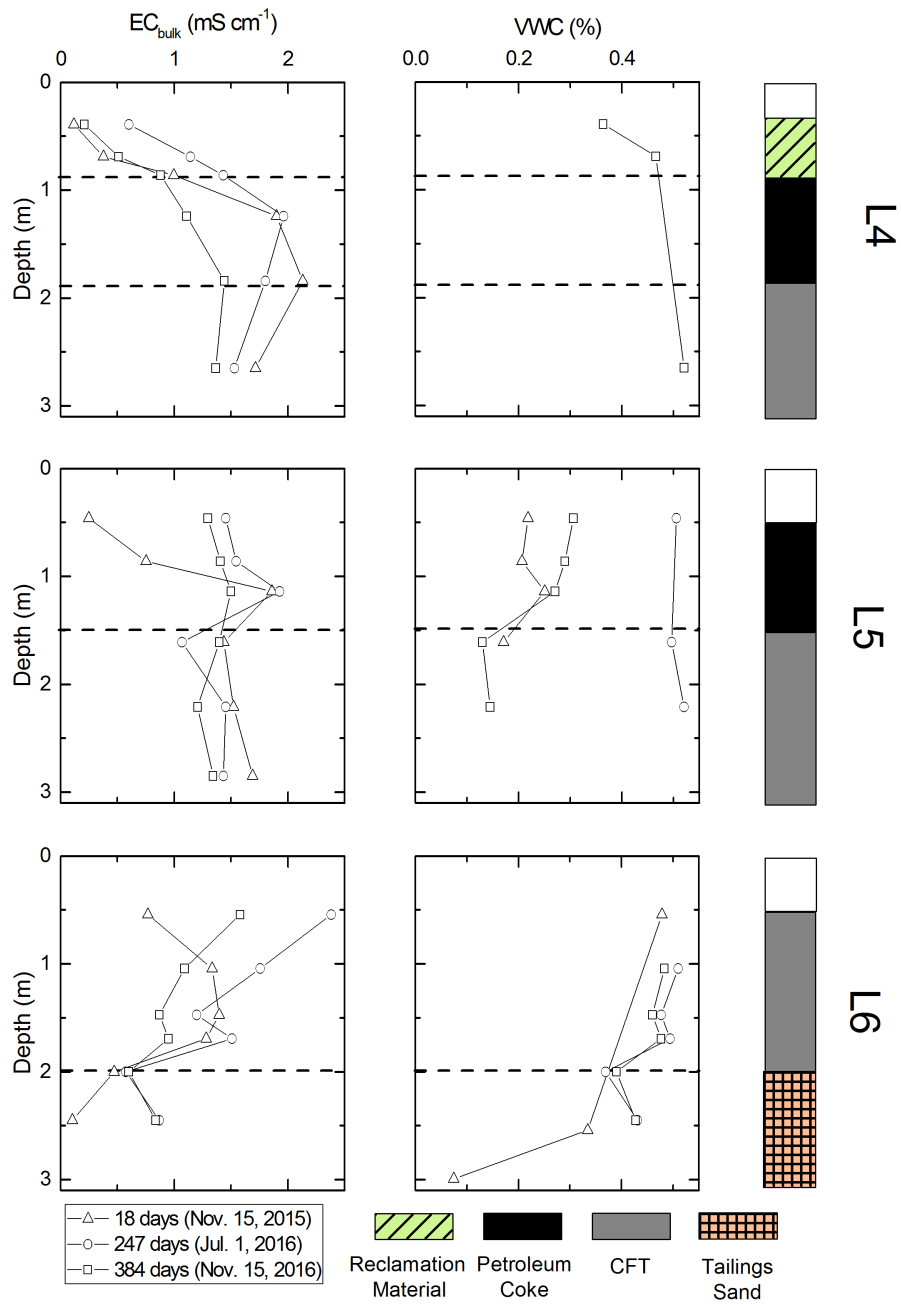 EC_bulk (mS cm⁻¹) VWC (%)
0 1 2 0.2 0.4
0
1
2
3
Depth (m)
L4
0
1
2
3
Depth (m)
L5
0
1
2
3
Depth (m)
L6
18 days (Nov. 15, 2015)
247 days (Jul. 1, 2016)
384 days (Nov. 15, 2016)
Reclamation
Material
Petroleum
Coke
CFT
Tailings
Sand